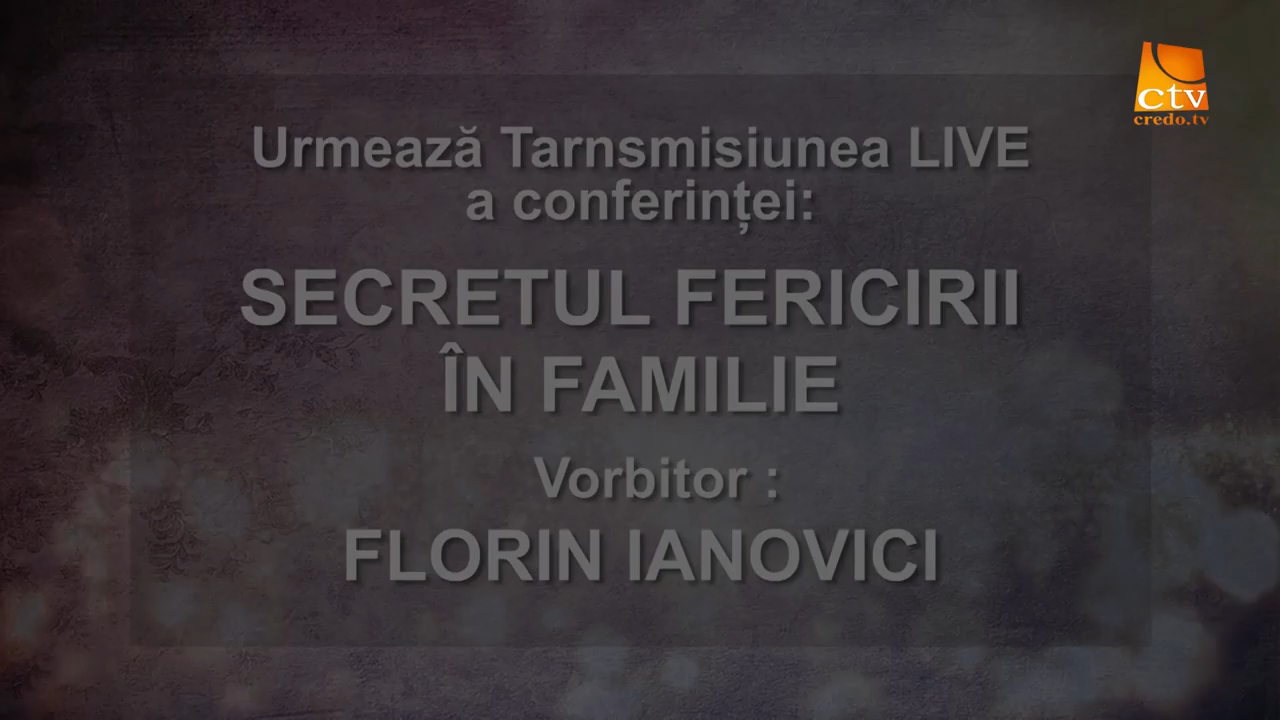 ctv
credo.tv
Urmează Tarnsmisiunea LIVE
a conferinței:
SECRETUL FERICIRII
ÎN FAMILIE
Vorbitor :
FLORIN IANOVICI